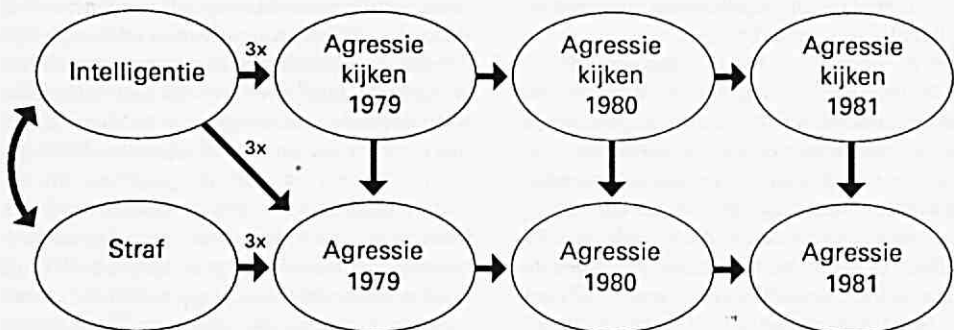 Intelligentie
3x
Agressie
kijken
1979
Agressie
kijken
1980
Agressie
kijken
1981
3x
Straf
3x
Agressie
1979
Agressie
1980
Agressie
1981